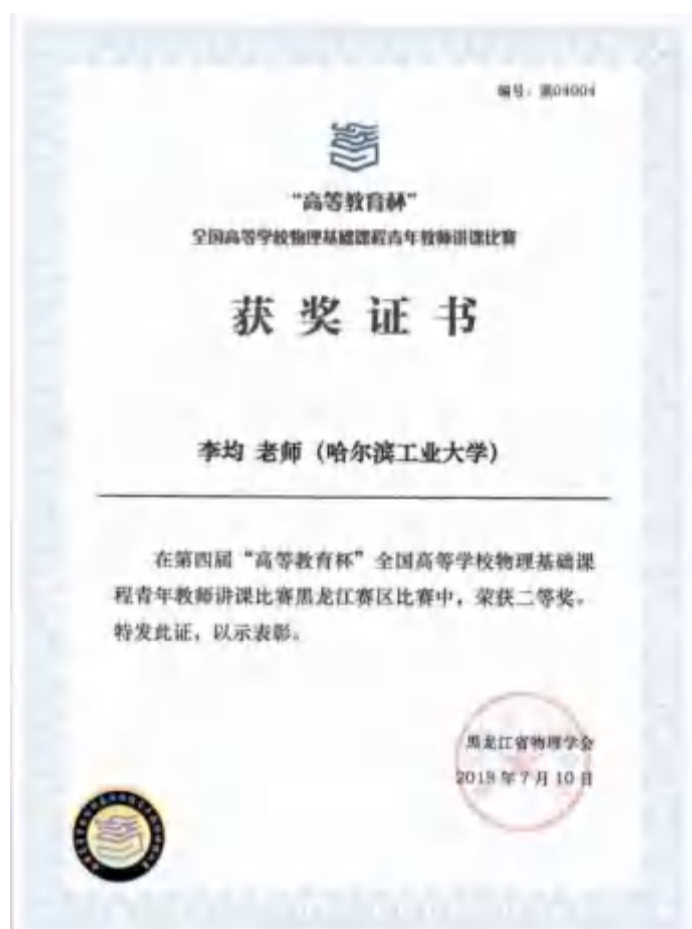 编号：黑04004
“高等教育杯”
全国高等学校物理基础课程青年教师讲课比赛
获奖证书
李均 老师（哈尔滨工业大学）
在第四届“高等教育杯”全国高等学校物理基础课
程青年教师讲课比赛黑龙江赛区比赛中，荣获二等奖。
特发此证，以示表彰。
黑龙江省物理学会
2018年7月10日